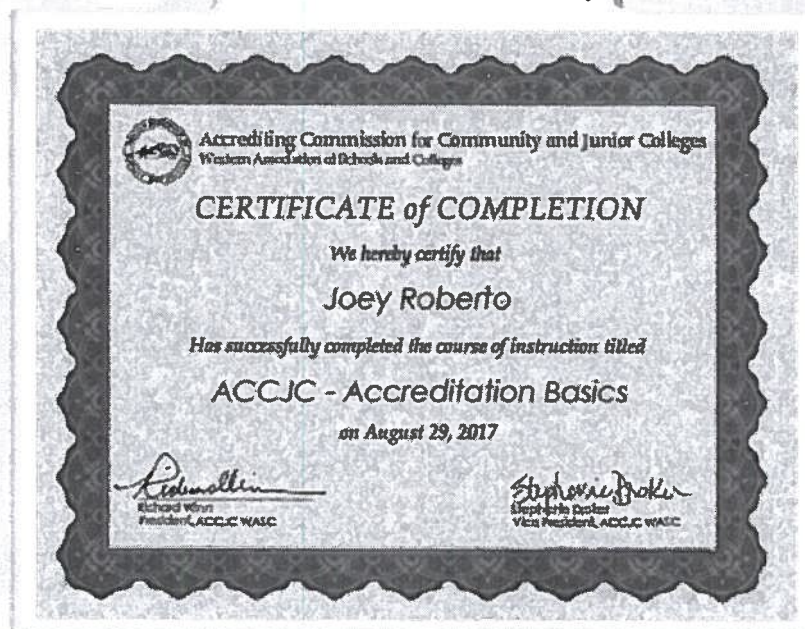 Accrediting Commission for Community and Junior Colleges
Western Association of Schools and Colleges
CERTIFICATE of COMPLETION
We hereby certify that
Joey Roberto
Has successfully completed the course of instruction titled
ACCJC - Accreditation Basics
on August 29, 2017
Richard Winn
President, ACCJC WASC
Stephanie Droker
Vice President, ACCJC WASC